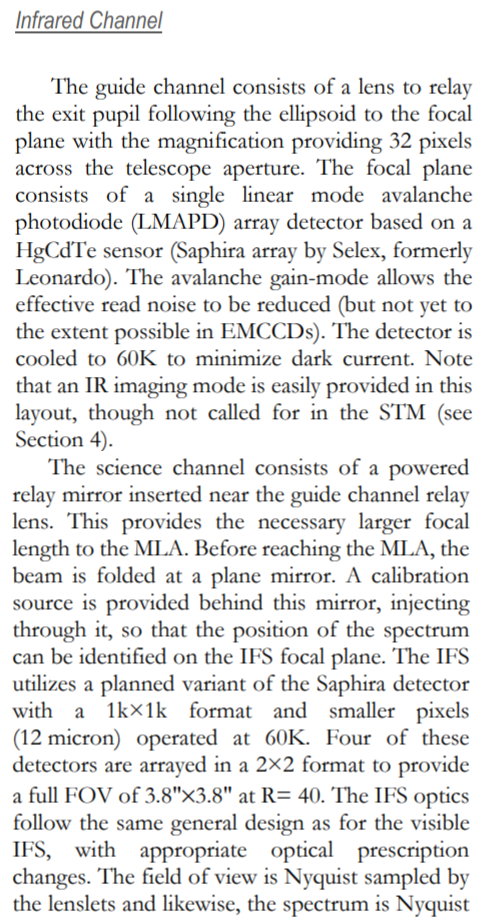 Infrared Channel
The guide channel consists of a lens to relay
the exit pupil following the ellipsoid to the focal
plane with the magnification providing 32 pixels
across the telescope aperture. The focal plane
consists of a single linear mode avalanche
photodiode (LMAPD) array detector based on a
HgCdTe sensor (Saphira array by Selex, formerly
Leonardo). The avalanche gain-mode allows the
effective read noise to be reduced (but not yet to
the extent possible in EMCCDs). The detector is
cooled to 60K to minimize dark current. Note
that an IR imaging mode is easily provided in this
layout, though not called for in the STM (see
Section 4).
The science channel consists of a powered
relay mirror inserted near the guide channel relay
lens. This provides the necessary larger focal
length to the MLA. Before reaching the MLA, the
beam is folded at a plane mirror. A calibration
source is provided behind this mirror, injecting
through it, so that the position of the spectrum
can be identified on the IFS focal plane. The IFS
utilizes a planned variant of the Saphira detector
with a 1k×1k format and smaller pixels
(12 micron) operated at 60K. Four of these
detectors are arrayed in a 2×2 format to provide
a full FOV of 3.8"×3.8" at R= 40. The IFS optics
follow the same general design as for the visible
IFS, with appropriate optical prescription
changes. The field of view is Nyquist sampled by
the lenslets and likewise, the spectrum is Nyquist